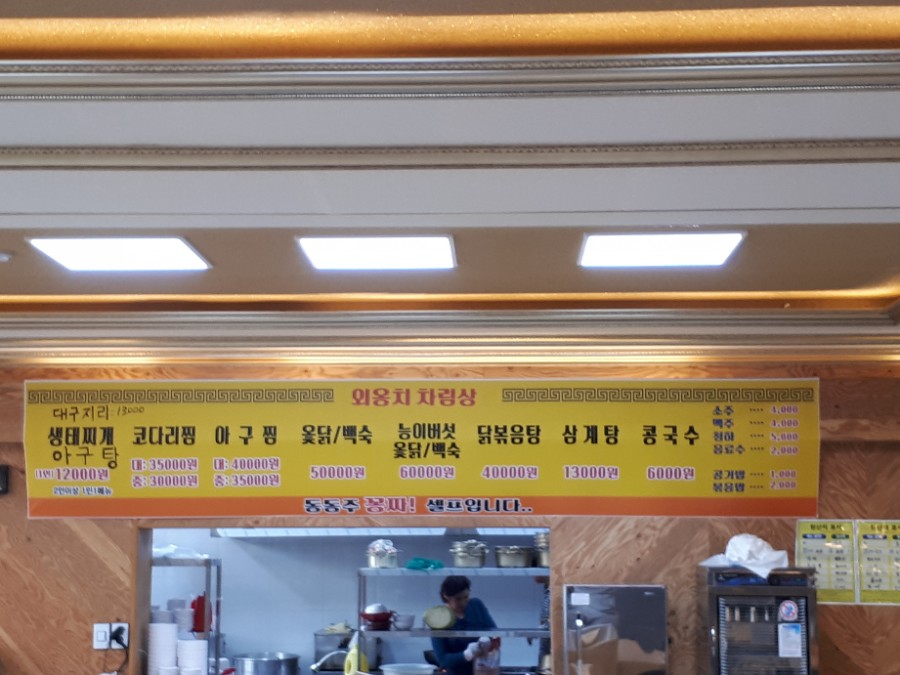 외옹치 차림상
대구지리: 13000
생태찌개
아구탕
(1인) 12000원
2인이상 1인1메뉴
코다리찜
대: 35000원
중: 30000원
아구찜
대: 40000원
중: 35000원
옻닭/백숙
50000원
능이버섯
옻닭/백숙
60000원
닭볶음탕
40000원
삼계탕
13000원
콩국수
6000원
소주 ---- 4,000
맥주 ---- 4,000
청하 ---- 5,000
음료수 ---- 2,000
공기밥 ---- 1,000
볶음밥 ---- 2,000
동동주 꽁짜! 셀프입니다..